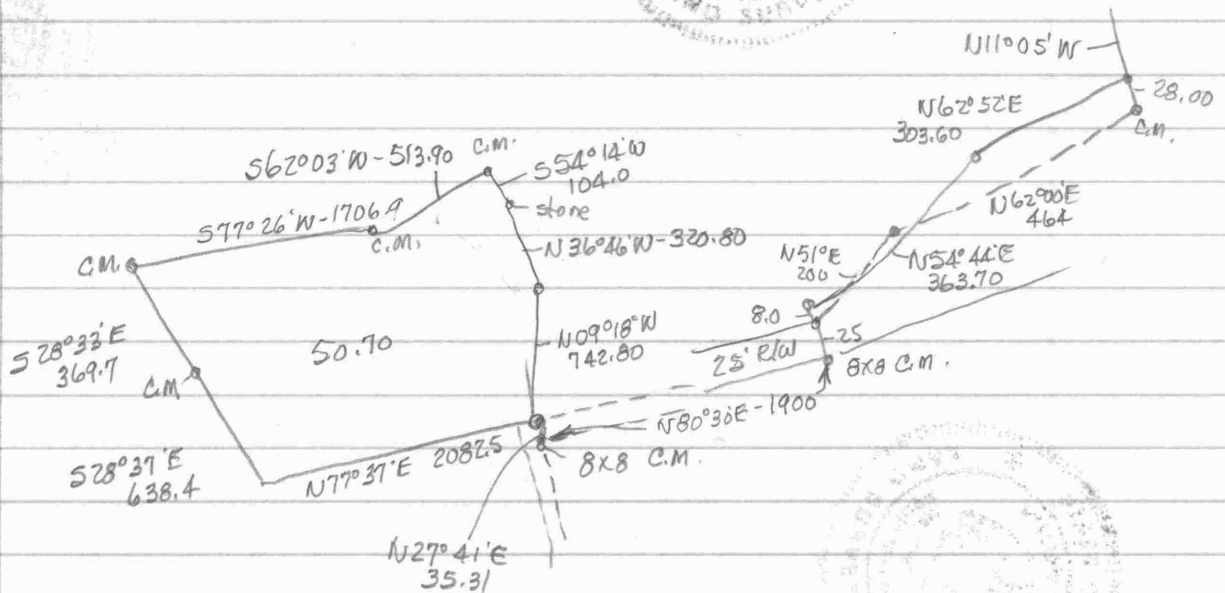 N11°05'W
28.00
C.M.
N62°52'E
303.60
S62°03'W-513.90
C.M.
S54°14'W
104.0
stone
S77°26'W-1706.9
C.M.
N36°46'W-320.80
N62°00'E
464
N51°E
200
N54°44'E
363.70
C.M.
8.0
25
S28°33'E
369.7
50.70
N09°18'W
742.80
25' R/W
8x8 C.M.
C.M
N80°30'E-1900
S28°37'E
638.4
N77°37'E 2082.5
8x8 C.M.
N27°41'E
35.31